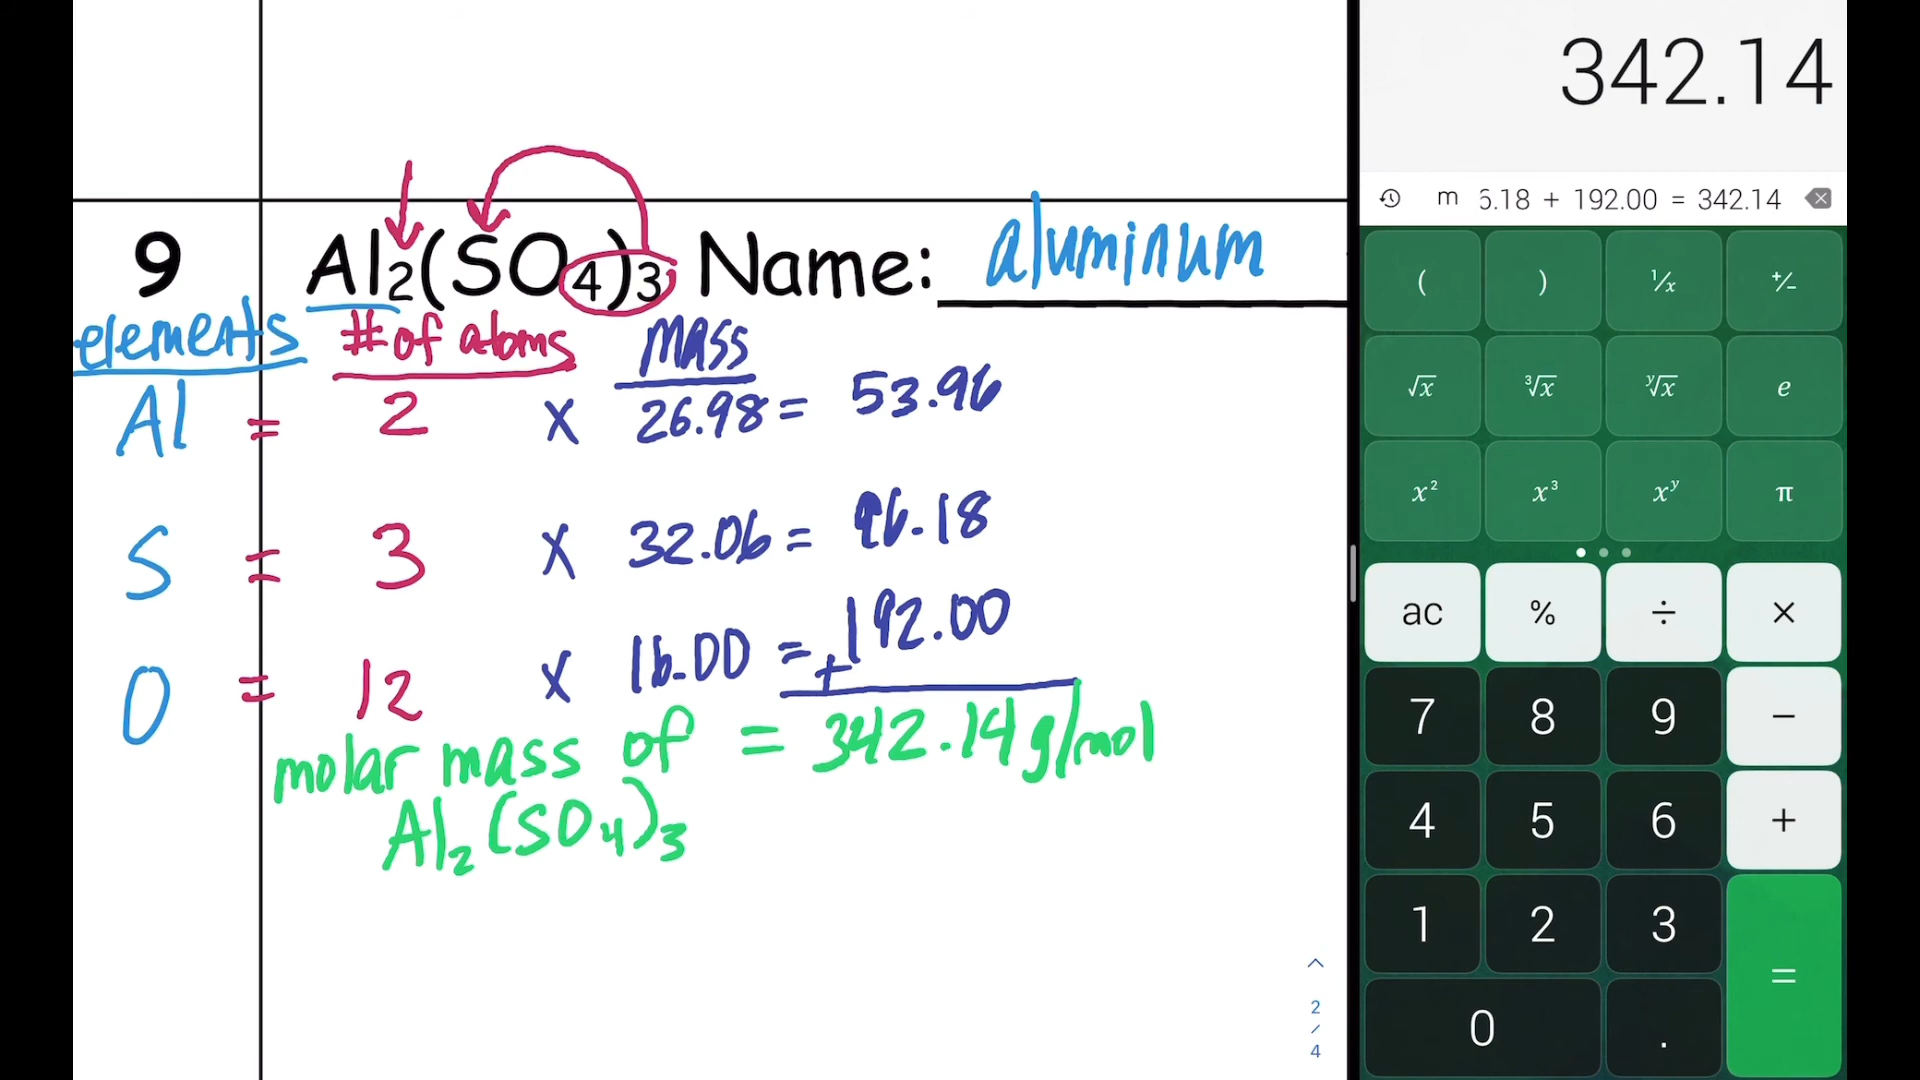 342.14
m 6.18 + 192.00 = 342.14
9 Al₂(SO₄)₃ Name: aluminum
elements # of atoms MASS
Al = 2 x 26.98 = 53.96
S = 3 x 32.06 = 96.18
O = 12 x 16.00 = +192.00
molar mass of = 342.14 g/mol
Al₂(SO₄)₃
( ) ¹/x +/−
√x ³√x ʸ√x e
x² x³ xʸ π
ac % ÷ ×
7 8 9 −
4 5 6 +
1 2 3 =
0 .
2
/
4